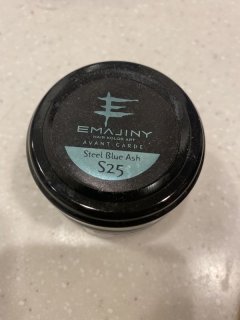 EMAJINY
HAIR KOLOR ART
AVANT-GARDE
Steel Blue Ash
S25